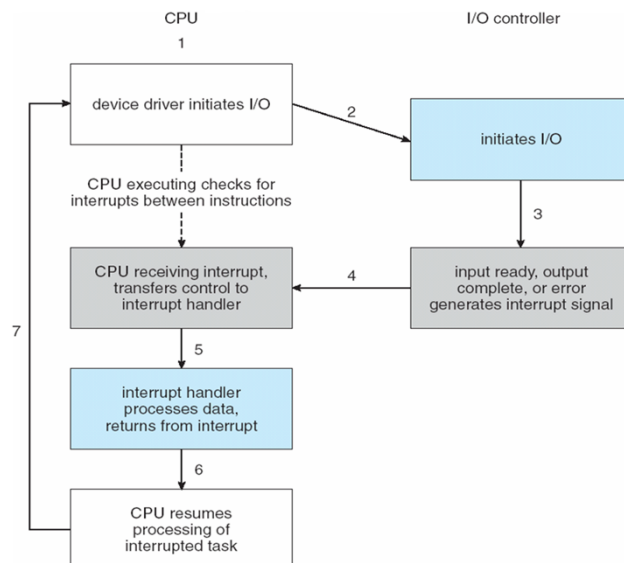 CPU
I/O controller
1
device driver initiates I/O
2
initiates I/O
CPU executing checks for
interrupts between instructions
3
CPU receiving interrupt,
transfers control to
interrupt handler
4
input ready, output
complete, or error
generates interrupt signal
7
5
interrupt handler
processes data,
returns from interrupt
6
CPU resumes
processing of
interrupted task